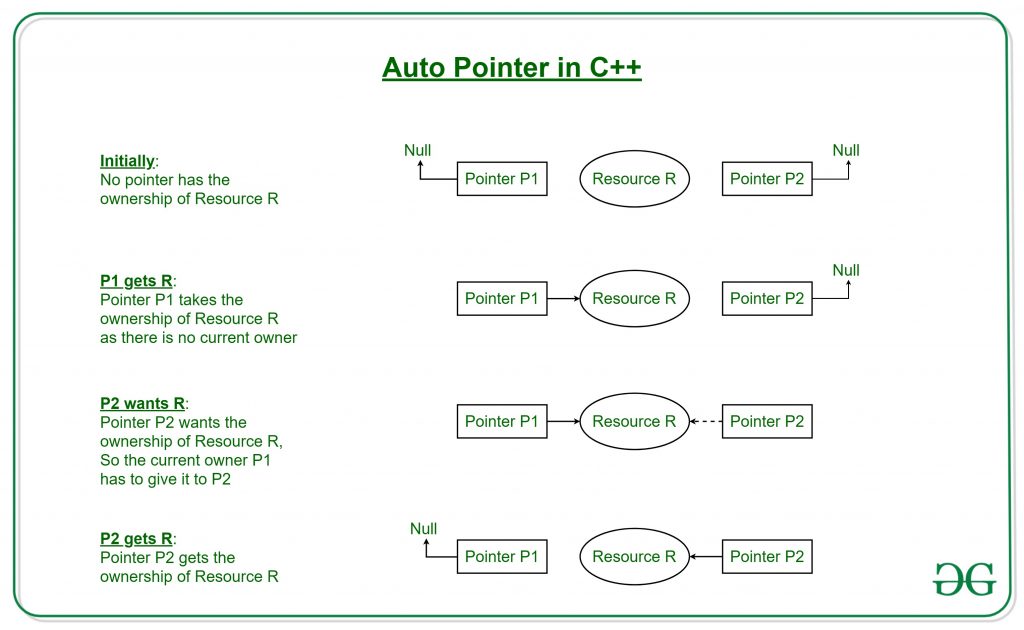 Auto Pointer in C++
Initially:
No pointer has the
ownership of Resource R
Null
Pointer P1
Resource R
Pointer P2
Null
P1 gets R:
Pointer P1 takes the
ownership of Resource R
as there is no current owner
Pointer P1
Resource R
Pointer P2
Null
P2 wants R:
Pointer P2 wants the
ownership of Resource R,
So the current owner P1
has to give it to P2
Pointer P1
Resource R
Pointer P2
P2 gets R:
Pointer P2 gets the
ownership of Resource R
Null
Pointer P1
Resource R
Pointer P2